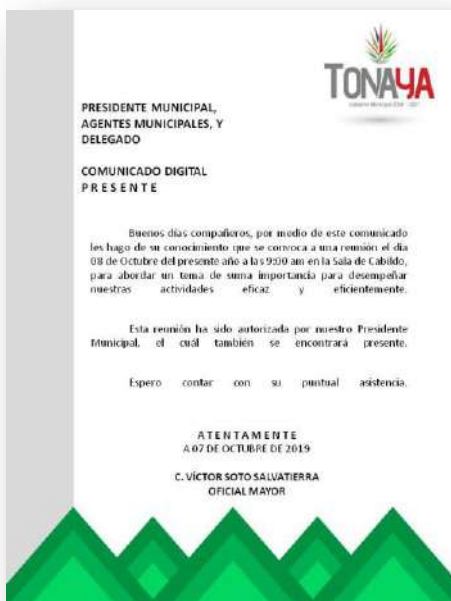 TONAYA
PRESIDENTE MUNICIPAL,
AGENTES MUNICIPALES, Y
DELEGADO
COMUNICADO DIGITAL
P R E S E N T E
Buenos días compañeros, por medio de este comunicado
les hago de su conocimiento que se convoca a una reunión el día
08 de Octubre del presente año a las 9:00 am en la Sala de Cabildo,
para abordar un tema de suma importancia para desempeñar
nuestras actividades eficaz y eficientemente.
Esta reunión ha sido autorizada por nuestro Presidente
Municipal, el cuál también se encontrará presente.
Espero contar con su puntual asistencia.
A T E N T A M E N T E
A 07 DE OCTUBRE DE 2019
C. VÍCTOR SOTO SALVATIERRA
OFICIAL MAYOR